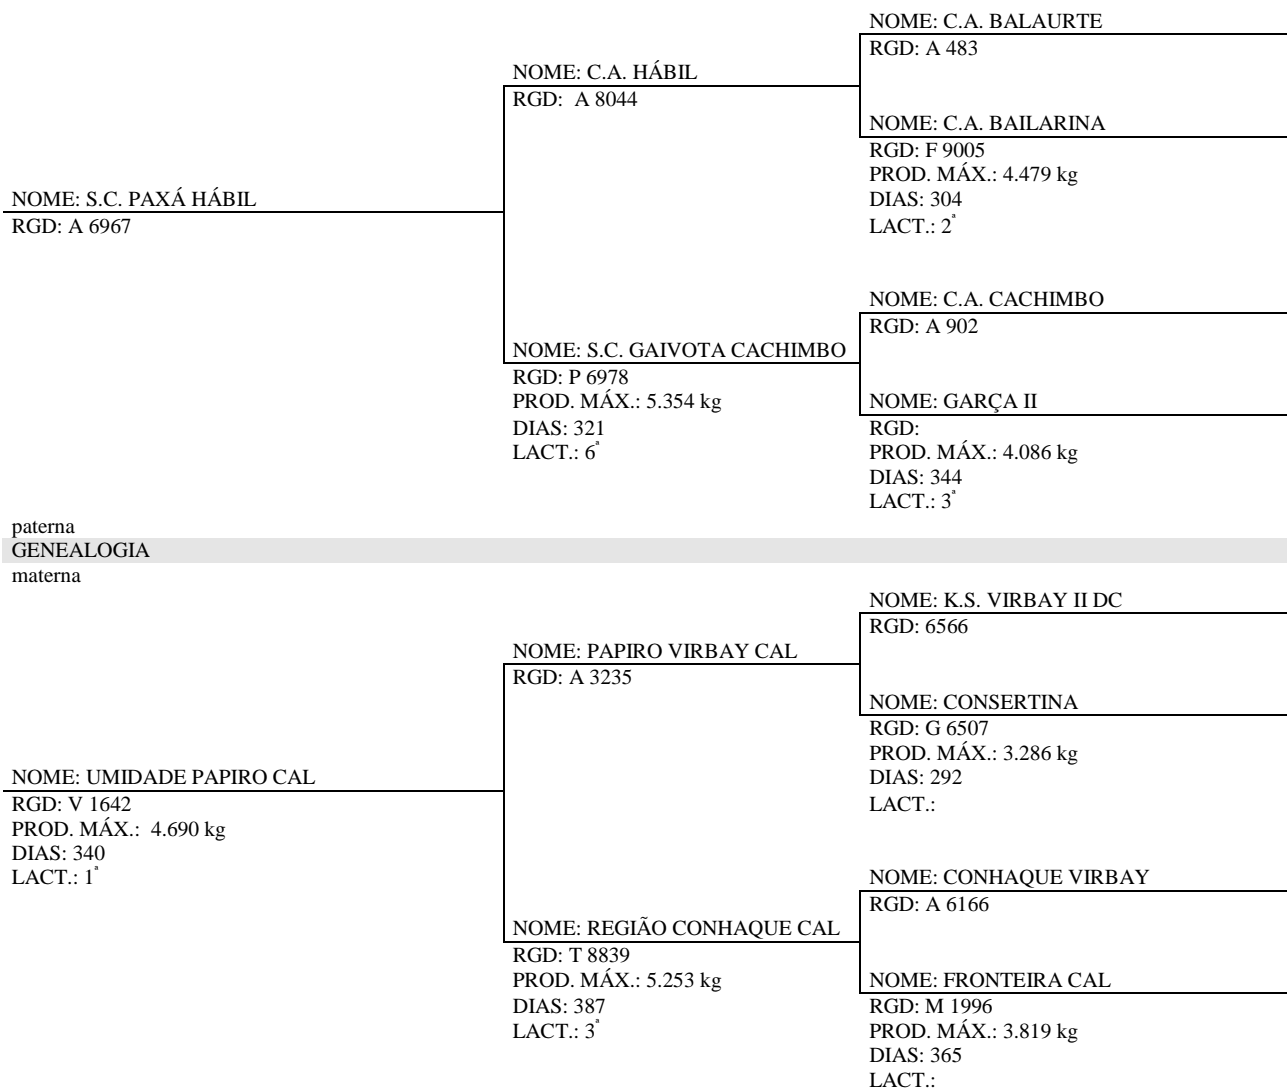 NOME: C.A. BALAURTE
RGD: A 483
NOME: C.A. HÁBIL
RGD: A 8044
NOME: C.A. BAILARINA
RGD: F 9005
PROD. MÁX.: 4.479 kg
DIAS: 304
LACT.: 2ª
NOME: S.C. PAXÁ HÁBIL
RGD: A 6967
NOME: C.A. CACHIMBO
RGD: A 902
NOME: S.C. GAIVOTA CACHIMBO
RGD: P 6978
PROD. MÁX.: 5.354 kg
DIAS: 321
LACT.: 6ª
NOME: GARÇA II
RGD:
PROD. MÁX.: 4.086 kg
DIAS: 344
LACT.: 3ª
paterna
GENEALOGIA
materna
NOME: K.S. VIRBAY II DC
RGD: 6566
NOME: PAPIRO VIRBAY CAL
RGD: A 3235
NOME: CONSERTINA
RGD: G 6507
PROD. MÁX.: 3.286 kg
DIAS: 292
LACT.:
NOME: UMIDADE PAPIRO CAL
RGD: V 1642
PROD. MÁX.: 4.690 kg
DIAS: 340
LACT.: 1ª
NOME: CONHAQUE VIRBAY
RGD: A 6166
NOME: REGIÃO CONHAQUE CAL
RGD: T 8839
PROD. MÁX.: 5.253 kg
DIAS: 387
LACT.: 3ª
NOME: FRONTEIRA CAL
RGD: M 1996
PROD. MÁX.: 3.819 kg
DIAS: 365
LACT.: